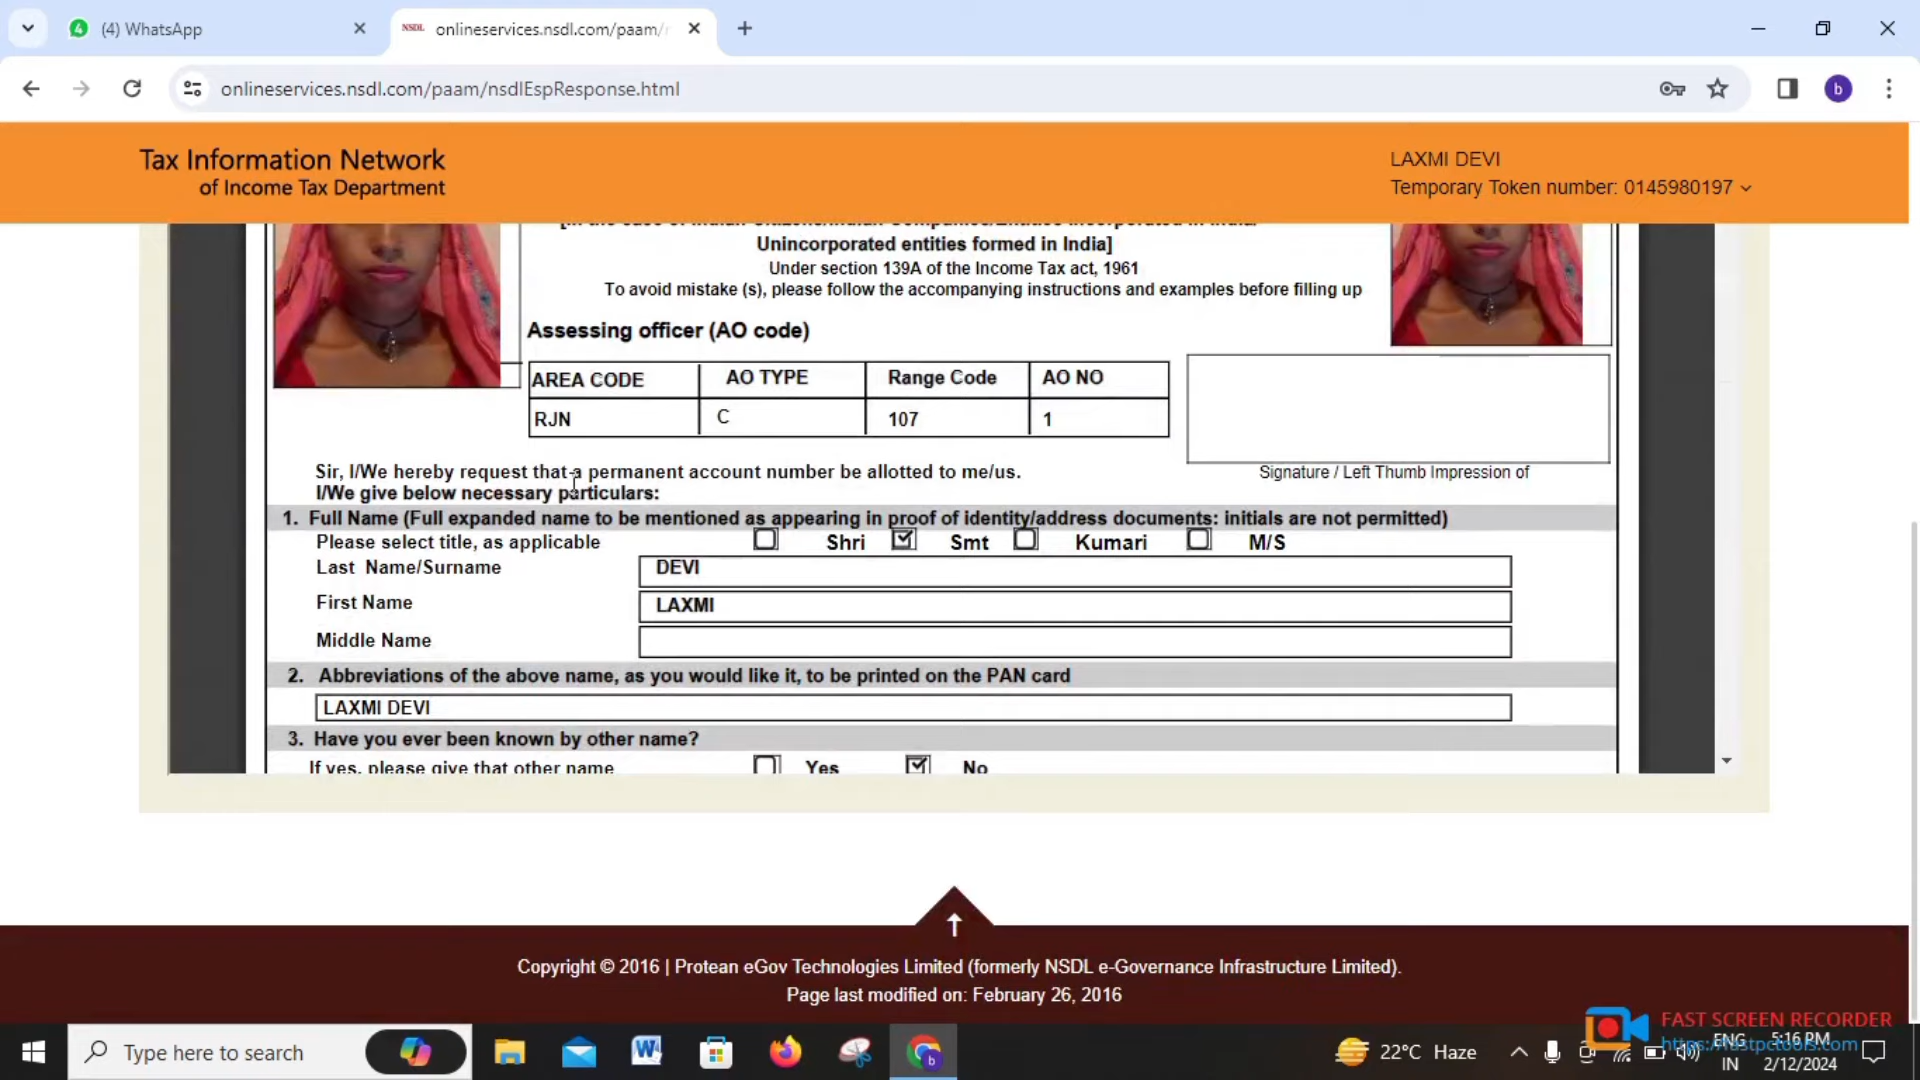 (4) WhatsApp
NSDL onlineservices.nsdl.com/paam/
onlineservices.nsdl.com/paam/nsdlEspResponse.html
b
Tax Information Network
of Income Tax Department
LAXMI DEVI
Temporary Token number: 0145980197
Unincorporated entities formed in India]
Under section 139A of the Income Tax act, 1961
To avoid mistake (s), please follow the accompanying instructions and examples before filling up
Assessing officer (AO code)
AREA CODE AO TYPE Range Code AO NO
RJN C 107 1
Sir, I/We hereby request that a permanent account number be allotted to me/us.
Signature / Left Thumb Impression of
I/We give below necessary particulars:
1. Full Name (Full expanded name to be mentioned as appearing in proof of identity/address documents: initials are not permitted)
Please select title, as applicable Shri Smt Kumari M/S
Last Name/Surname DEVI
First Name LAXMI
Middle Name
2. Abbreviations of the above name, as you would like it, to be printed on the PAN card
LAXMI DEVI
3. Have you ever been known by other name?
If yes, please give that other name Yes No
Copyright © 2016 | Protean eGov Technologies Limited (formerly NSDL e-Governance Infrastructure Limited).
Page last modified on: February 26, 2016
FAST SCREEN RECORDER
https://fastpctools.com
Type here to search
22°C Haze
ENG
IN
5:16 PM
2/12/2024